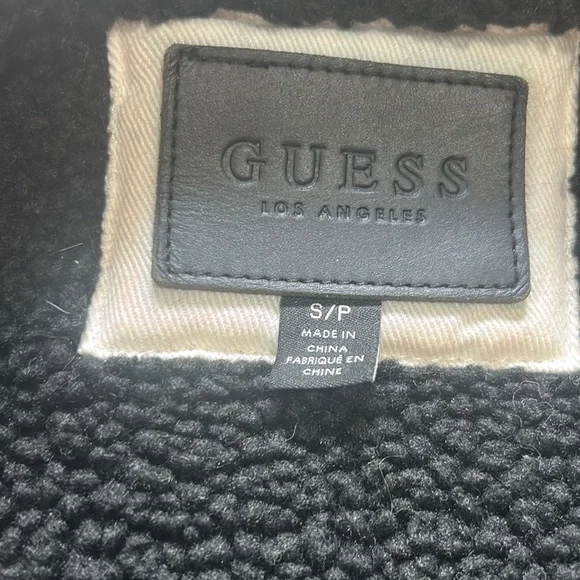 GUESS
LOS ANGELES
S/P
MADE IN
CHINA
FABRIQUÉ EN
CHINE